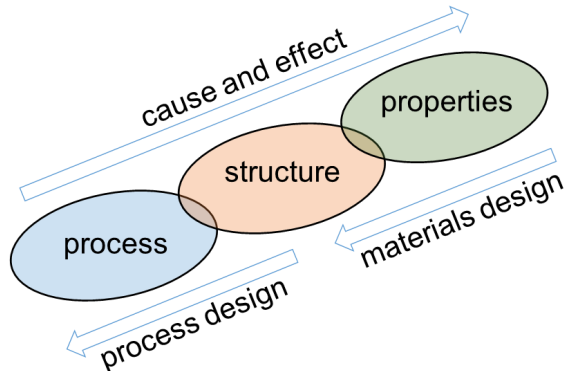 cause and effect
properties
structure
process
materials design
process design